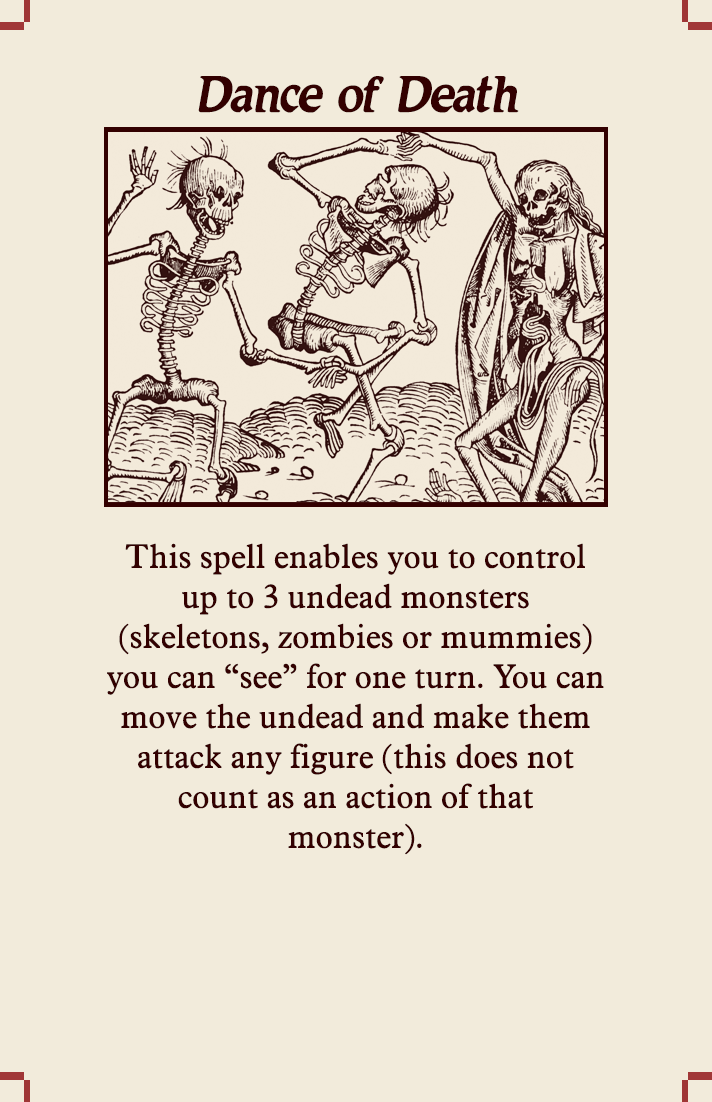 Dance of Death
This spell enables you to control
up to 3 undead monsters
(skeletons, zombies or mummies)
you can “see” for one turn. You can
move the undead and make them
attack any figure (this does not
count as an action of that
monster).